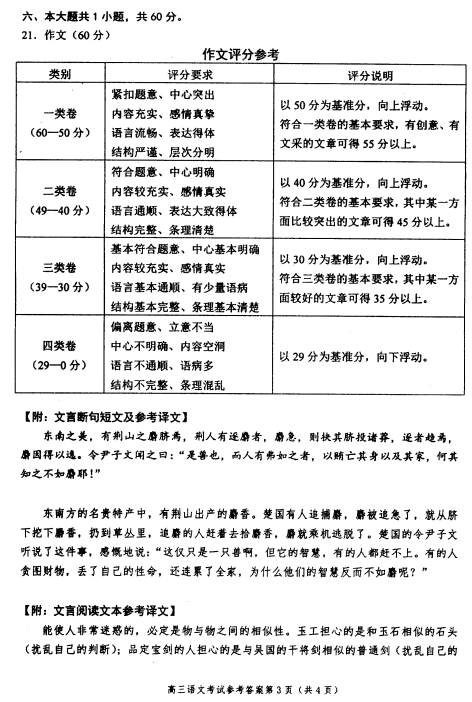 六、本大题共1小题，共60分。
21．作文（60分）
作文评分参考
类别 评分要求 评分说明
一类卷
（60—50分）
紧扣题意、中心突出
内容充实、感情真挚
语言流畅、表达得体
结构严谨、层次分明
以50分为基准分，向上浮动。
符合一类卷的基本要求，有创意、有
文采的文章可得55分以上。
二类卷
（49—40分）
符合题意、中心明确
内容较充实、感情真实
语言通顺、表达大致得体
结构完整、条理清楚
以40分为基准分，向上浮动。
符合二类卷的基本要求，其中某一方
面比较突出的文章可得45分以上。
三类卷
（39—30分）
基本符合题意、中心基本明确
内容较充实、感情真实
语言基本通顺、有少量语病
结构基本完整、条理基本清楚
以30分为基准分，向上浮动。
符合三类卷的基本要求，其中某一方
面较好的文章可得35分以上。
四类卷
（29—0分）
偏离题意、立意不当
中心不明确、内容空洞
语言不通顺、语病多
结构不完整、条理混乱
以29分为基准分，向下浮动。
【附：文言断句短文及参考译文】
东南之美，有荆山之麝脐焉，荆人有逐麝者，麝急，则抉其脐投诸莽，逐者趋焉，
麝因得以逸。令尹子文闻之曰：“是兽也，而人有弗如之者，以贿亡其身以及其家，何其
知之不如麝耶！”
东南方的名贵特产中，有荆山出产的麝香。楚国有人追捕麝，麝被追急了，就从脐
下挖下麝香，扔到草丛里，追麝的人赶着去拾麝香，麝就乘机逃脱了。楚国的令尹子文
听说了这件事，感慨地说：“这仅只是一只兽啊，但它的智慧，有的人都赶不上。有的人
贪图财物，丢了自己的性命，还连累了全家，为什么他们的智慧反而不如麝呢？”
【附：文言阅读文本参考译文】
能使人非常迷惑的，必定是物与物之间的相似性。玉工担心的是和玉石相似的石头
（扰乱自己的判断）；品定宝剑的人担心的是与吴国的干将剑相似的普通剑（扰乱自己的
高三语文考试参考答案第3页（共4页）